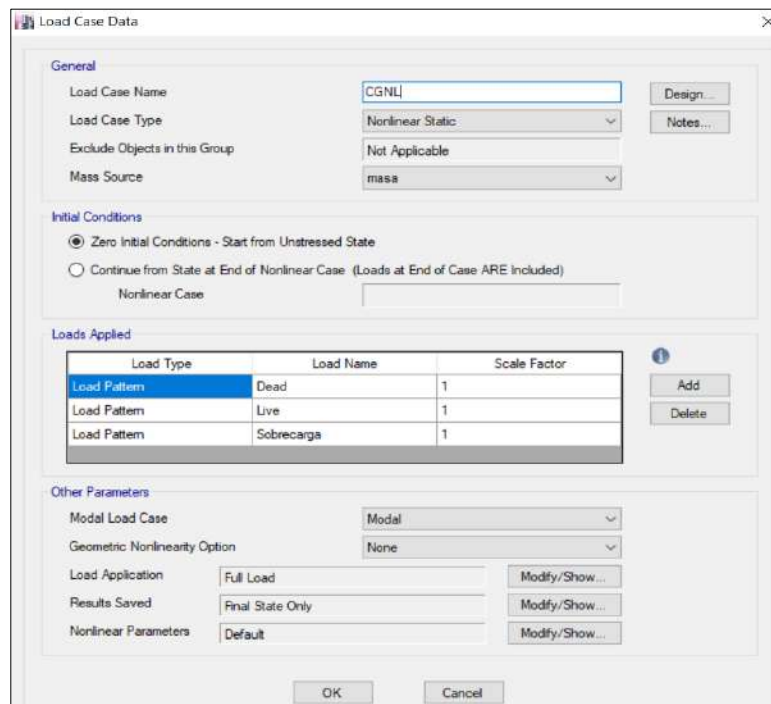 Load Case Data
General
Load Case Name CGNL Design...
Load Case Type Nonlinear Static Notes...
Exclude Objects in this Group Not Applicable
Mass Source masa
Initial Conditions
Zero Initial Conditions - Start from Unstressed State
Continue from State at End of Nonlinear Case (Loads at End of Case ARE Included)
Nonlinear Case
Loads Applied
Load Type Load Name Scale Factor
Load Pattern Dead 1 Add
Load Pattern Live 1 Delete
Load Pattern Sobrecarga 1
Other Parameters
Modal Load Case Modal
Geometric Nonlinearity Option None
Load Application Full Load Modify/Show...
Results Saved Final State Only Modify/Show...
Nonlinear Parameters Default Modify/Show...
OK Cancel